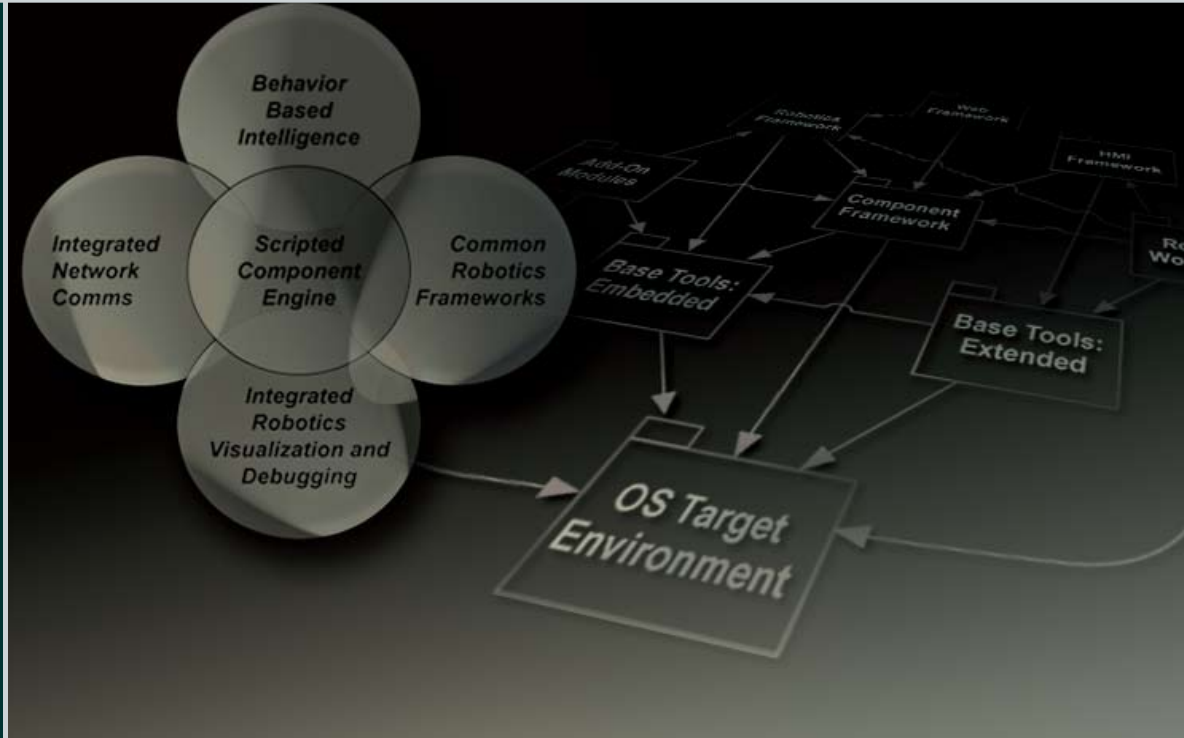 Behavior
Based
Intelligence
Integrated
Network
Comms
Scripted
Component
Engine
Common
Robotics
Frameworks
Integrated
Robotics
Visualization and
Debugging
Robotics
Framework
Web
Framework
HMI
Framework
Add-On
Modules
Component
Framework
Base Tools:
Embedded
Base Tools:
Extended
OS Target
Environment